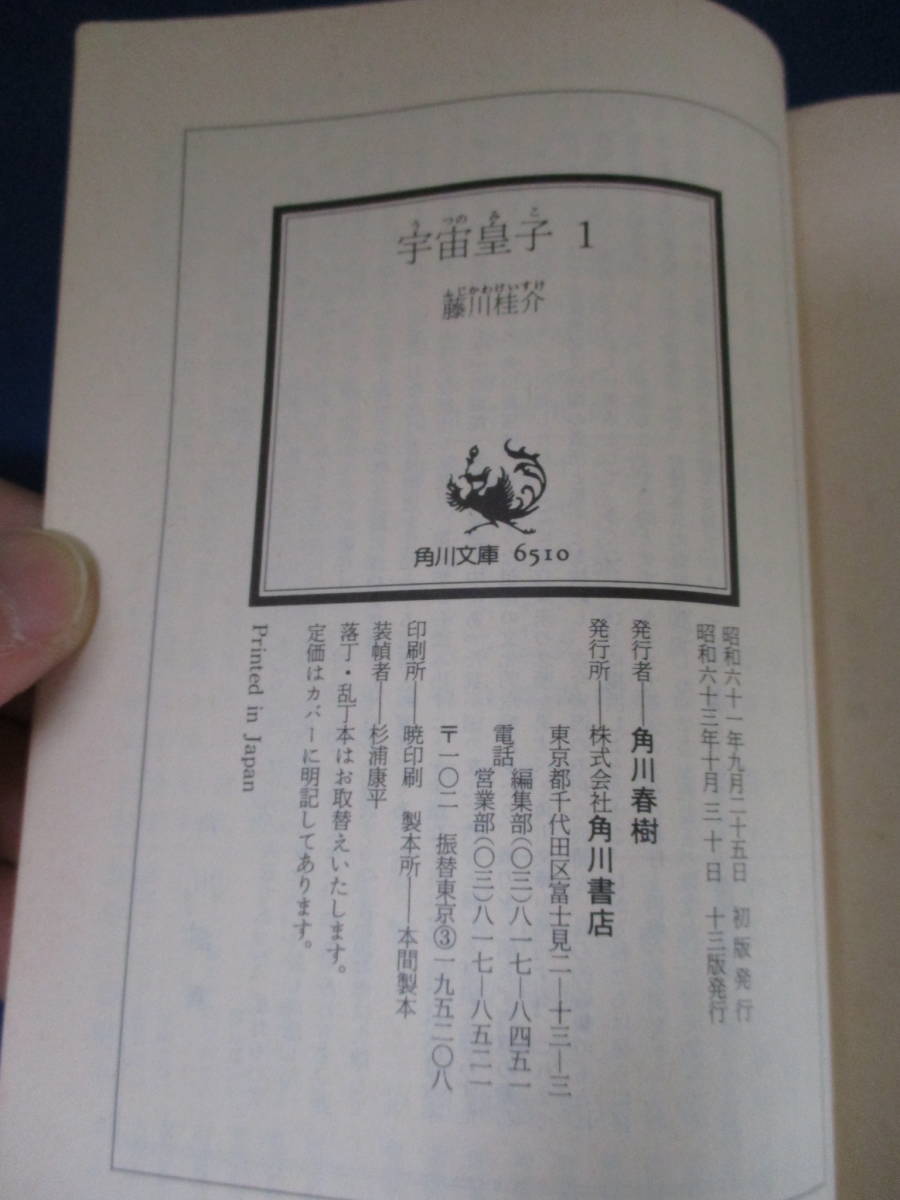 うつのみこ
宇宙皇子 1
ふじかわけいすけ
藤川桂介
角川文庫 6510
昭和六十一年九月二十五日 初版発行
昭和六十三年十月三十日 十三版発行
発行者――角川春樹
発行所――株式会社角川書店
東京都千代田区富士見二―十三―三
電話 編集部(〇三)八一七―八四五一
営業部(〇三)八一七―八五二一
〒一〇二 振替東京③一九五二〇八
印刷所――暁印刷 製本所――本間製本
装幀者――杉浦康平
落丁・乱丁本はお取替えいたします。
定価はカバーに明記してあります。
Printed in Japan